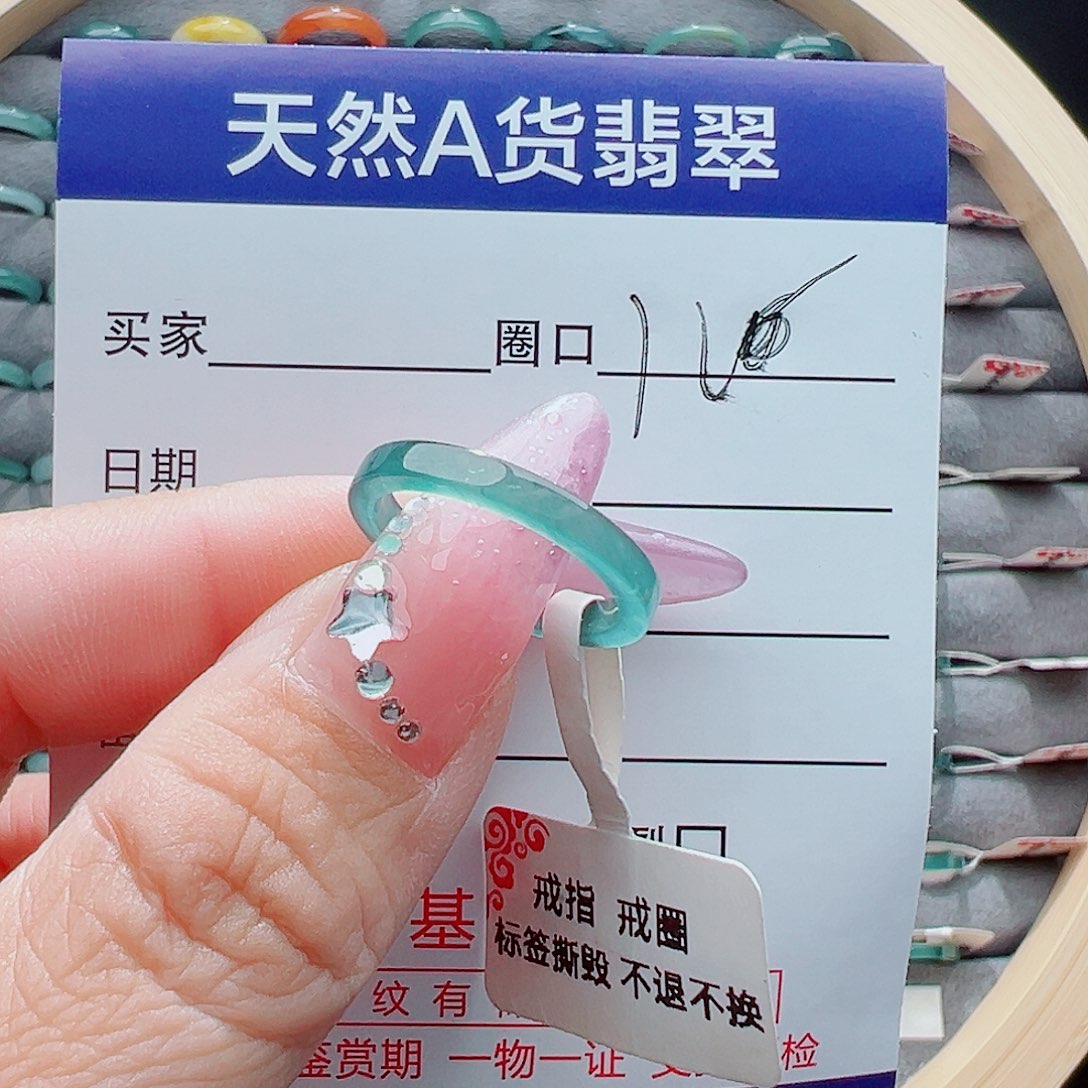 天然A货翡翠
买家 圈口
日期
基
戒指 戒圈
标签撕毁 不退不换
纹有
鉴赏期 一物一证 检